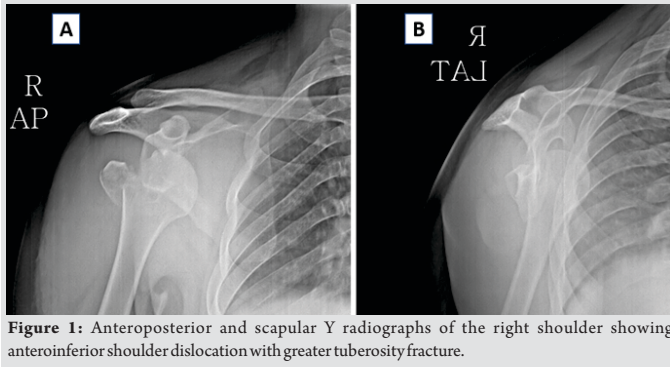 A
R
AP
B
R
LAT
Figure 1: Anteroposterior and scapular Y radiographs of the right shoulder showing
anteroinferior shoulder dislocation with greater tuberosity fracture.